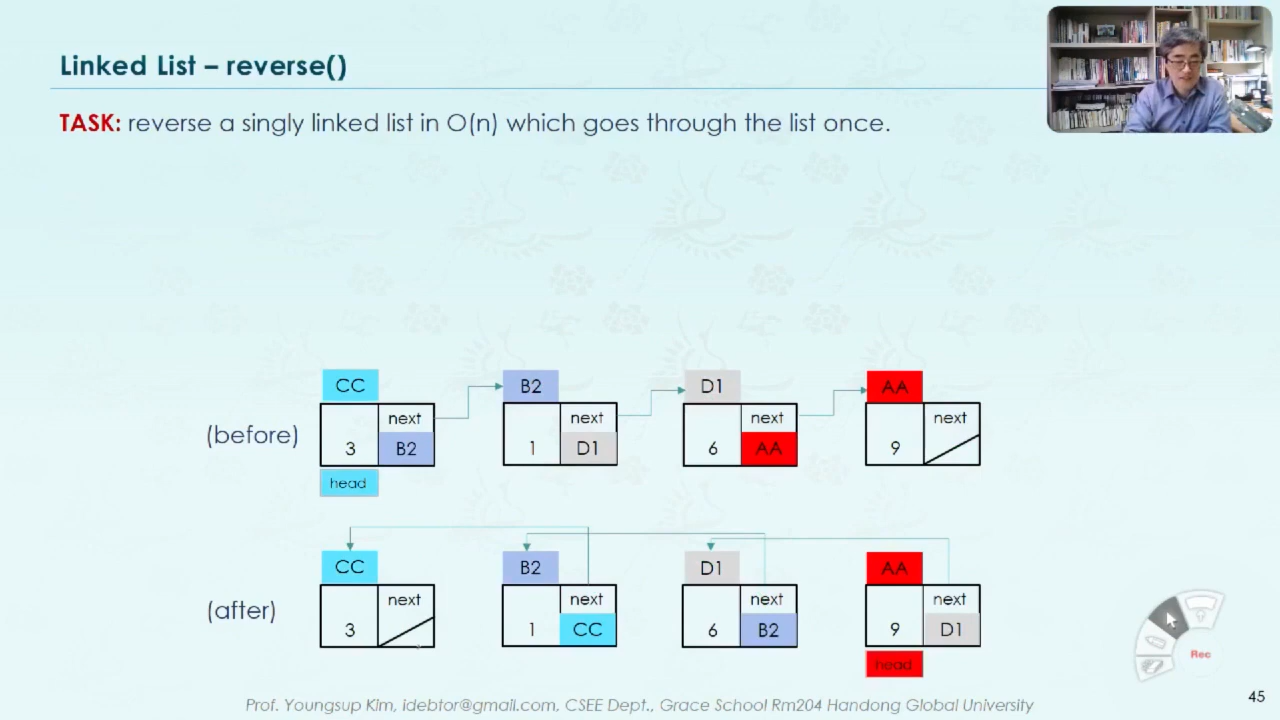 Linked List – reverse()
TASK: reverse a singly linked list in O(n) which goes through the list once.
CC B2 D1 AA
(before) 3 next B2 1 next D1 6 next AA 9 next
head
CC B2 D1 AA
(after) 3 next 1 next CC 6 next B2 9 next D1
head
Rec
Prof. Youngsup Kim, idebtor@gmail.com, CSEE Dept., Grace School Rm204 Handong Global University
45